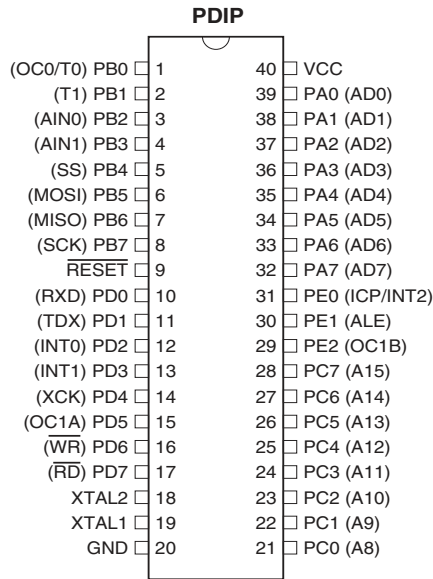 PDIP
(OC0/T0) PB0 1 40 VCC
(T1) PB1 2 39 PA0 (AD0)
(AIN0) PB2 3 38 PA1 (AD1)
(AIN1) PB3 4 37 PA2 (AD2)
(SS) PB4 5 36 PA3 (AD3)
(MOSI) PB5 6 35 PA4 (AD4)
(MISO) PB6 7 34 PA5 (AD5)
(SCK) PB7 8 33 PA6 (AD6)
RESET 9 32 PA7 (AD7)
(RXD) PD0 10 31 PE0 (ICP/INT2)
(TDX) PD1 11 30 PE1 (ALE)
(INT0) PD2 12 29 PE2 (OC1B)
(INT1) PD3 13 28 PC7 (A15)
(XCK) PD4 14 27 PC6 (A14)
(OC1A) PD5 15 26 PC5 (A13)
(WR) PD6 16 25 PC4 (A12)
(RD) PD7 17 24 PC3 (A11)
XTAL2 18 23 PC2 (A10)
XTAL1 19 22 PC1 (A9)
GND 20 21 PC0 (A8)